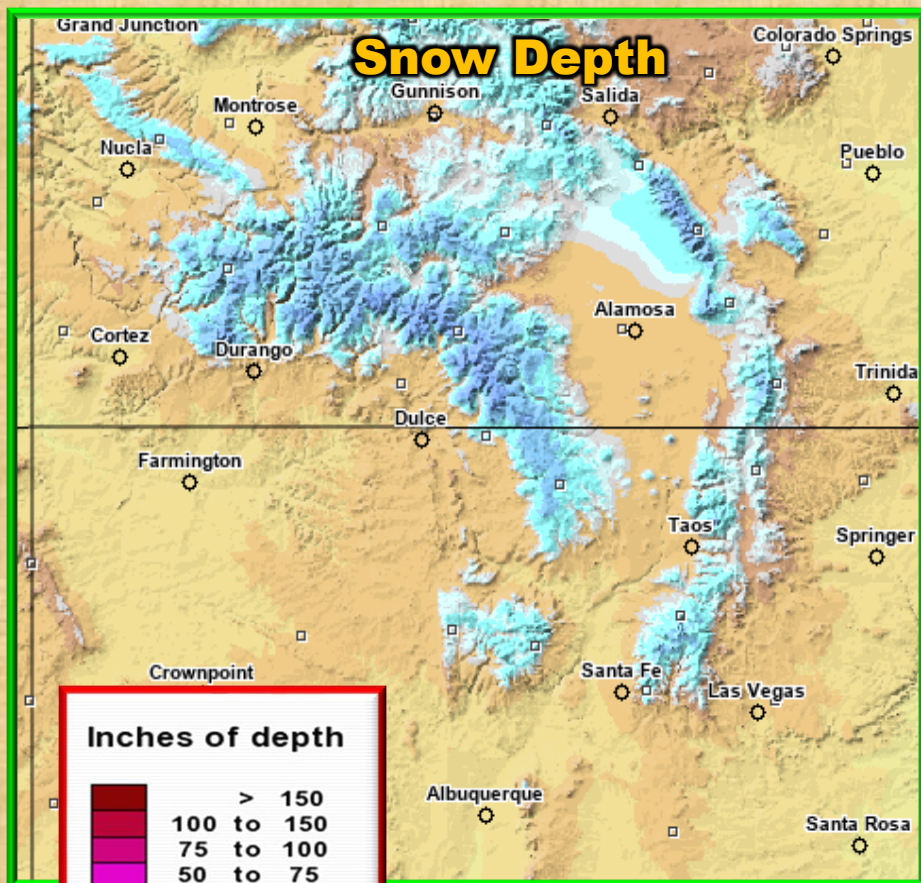 Grand Junction
Snow Depth
Colorado Springs
Gunnison
Salida
Montrose
Nucla
Pueblo
Alamosa
Cortez
Durango
Trinida
Dulce
Farmington
Taos
Springer
Crownpoint
Santa Fe
Las Vegas
Inches of depth
> 150
100 to 150
75 to 100
50 to 75
Albuquerque
Santa Rosa